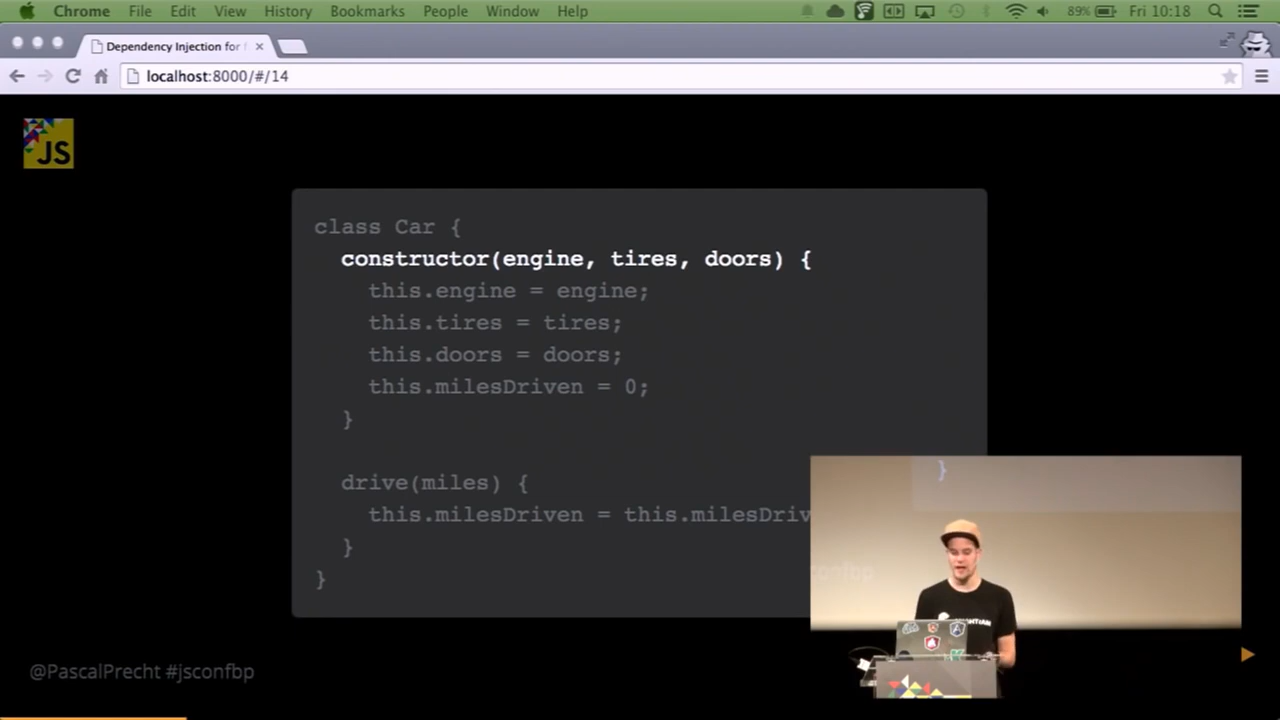 Chrome File Edit View History Bookmarks People Window Help 89% Fri 10:18
Dependency Injection for
localhost:8000/#/14
JS
class Car {
constructor(engine, tires, doors) {
this.engine = engine;
this.tires = tires;
this.doors = doors;
this.milesDriven = 0;
}
drive(miles) {
this.milesDriven = this.milesDriv
}
}
}
@PascalPrecht #jsconfbp